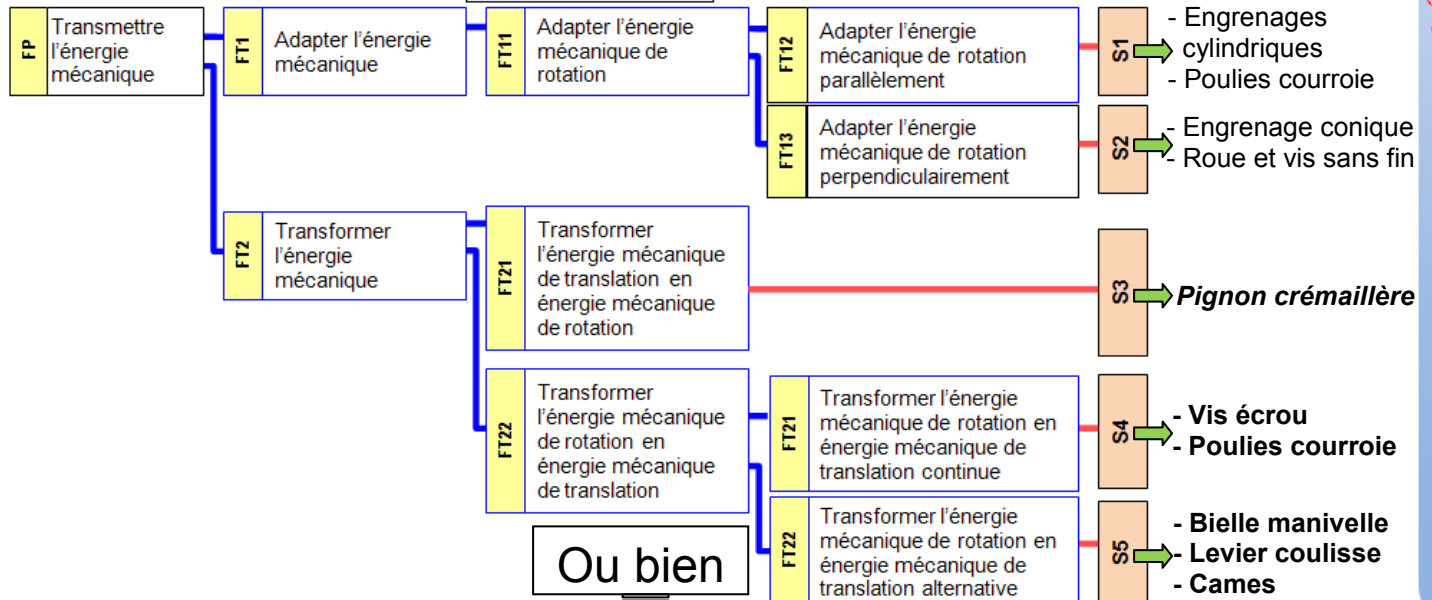 FP
Transmettre
l'énergie
mécanique
FT1
Adapter l'énergie
mécanique
FT11
Adapter l'énergie
mécanique de
rotation
FT12
Adapter l'énergie
mécanique de rotation
parallèlement
S1
- Engrenages
cylindriques
- Poulies courroie
FT13
Adapter l'énergie
mécanique de rotation
perpendiculairement
S2
- Engrenage conique
- Roue et vis sans fin
FT2
Transformer
l'énergie
mécanique
FT21
Transformer
l'énergie mécanique
de translation en
énergie mécanique
de rotation
S3
Pignon crémaillère
FT22
Transformer
l'énergie mécanique
de rotation en
énergie mécanique
de translation
FT21
Transformer l'énergie
mécanique de rotation en
énergie mécanique de
translation continue
S4
- Vis écrou
- Poulies courroie
FT22
Transformer l'énergie
mécanique de rotation en
énergie mécanique de
translation alternative
S5
- Bielle manivelle
- Levier coulisse
- Cames
Ou bien